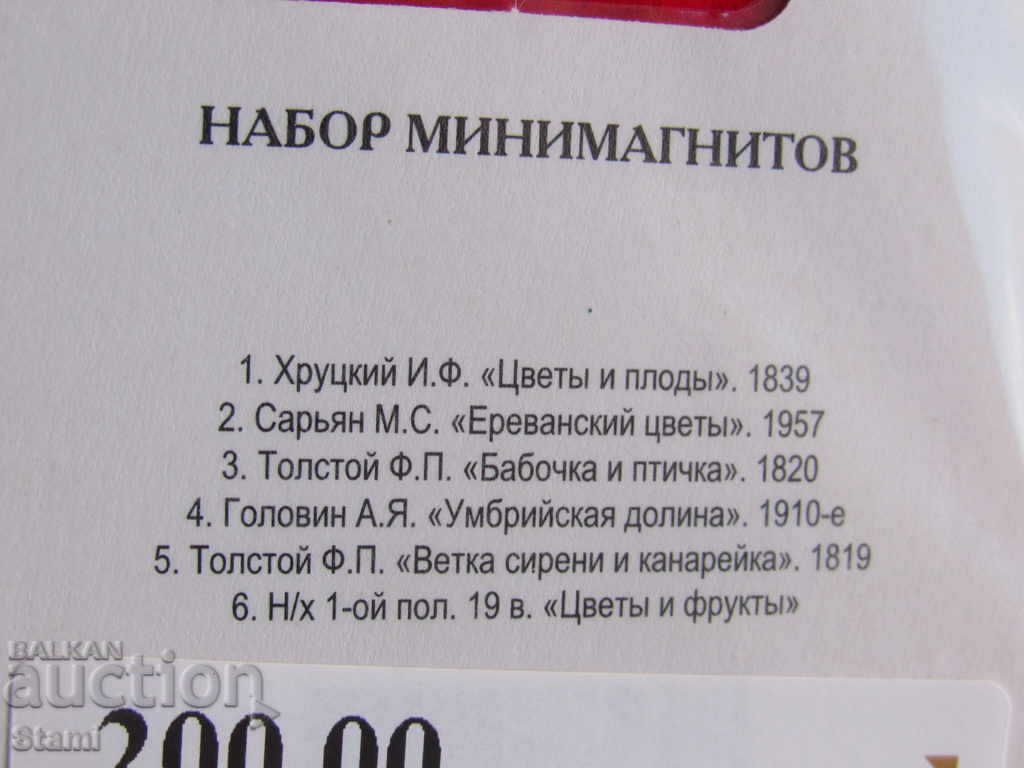 НАБОР МИНИМАГНИТОВ
1. Хруцкий И.Ф. «Цветы и плоды». 1839
2. Сарьян М.С. «Ереванский цветы». 1957
3. Толстой Ф.П. «Бабочка и птичка». 1820
4. Головин А.Я. «Умбрийская долина». 1910-е
5. Толстой Ф.П. «Ветка сирени и канарейка». 1819
6. Н/х 1-ой пол. 19 в. «Цветы и фрукты»
BALKAN
auction
Stami
200.00